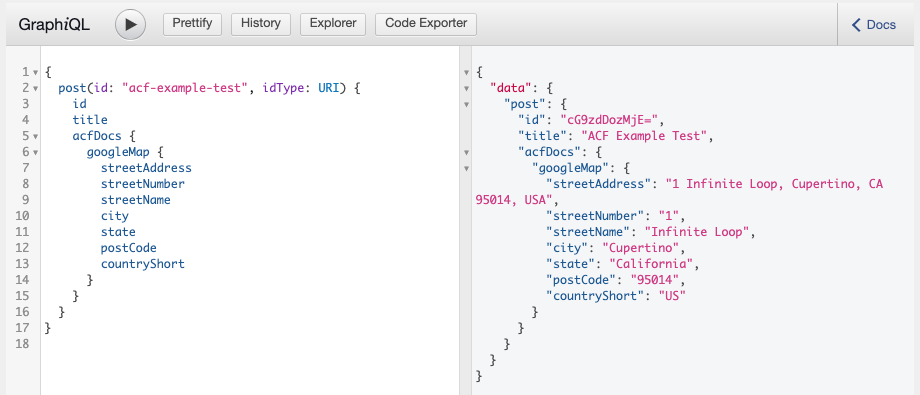 GraphiQL
Prettify
History
Explorer
Code Exporter
Docs
1 {
2 post(id: "acf-example-test", idType: URI) {
3 id
4 title
5 acfDocs {
6 googleMap {
7 streetAddress
8 streetNumber
9 streetName
10 city
11 state
12 postCode
13 countryShort
14 }
15 }
16 }
17 }
18
{
"data": {
"post": {
"id": "cG9zdDozMjE=",
"title": "ACF Example Test",
"acfDocs": {
"googleMap": {
"streetAddress": "1 Infinite Loop, Cupertino, CA
95014, USA",
"streetNumber": "1",
"streetName": "Infinite Loop",
"city": "Cupertino",
"state": "California",
"postCode": "95014",
"countryShort": "US"
}
}
}
}
}